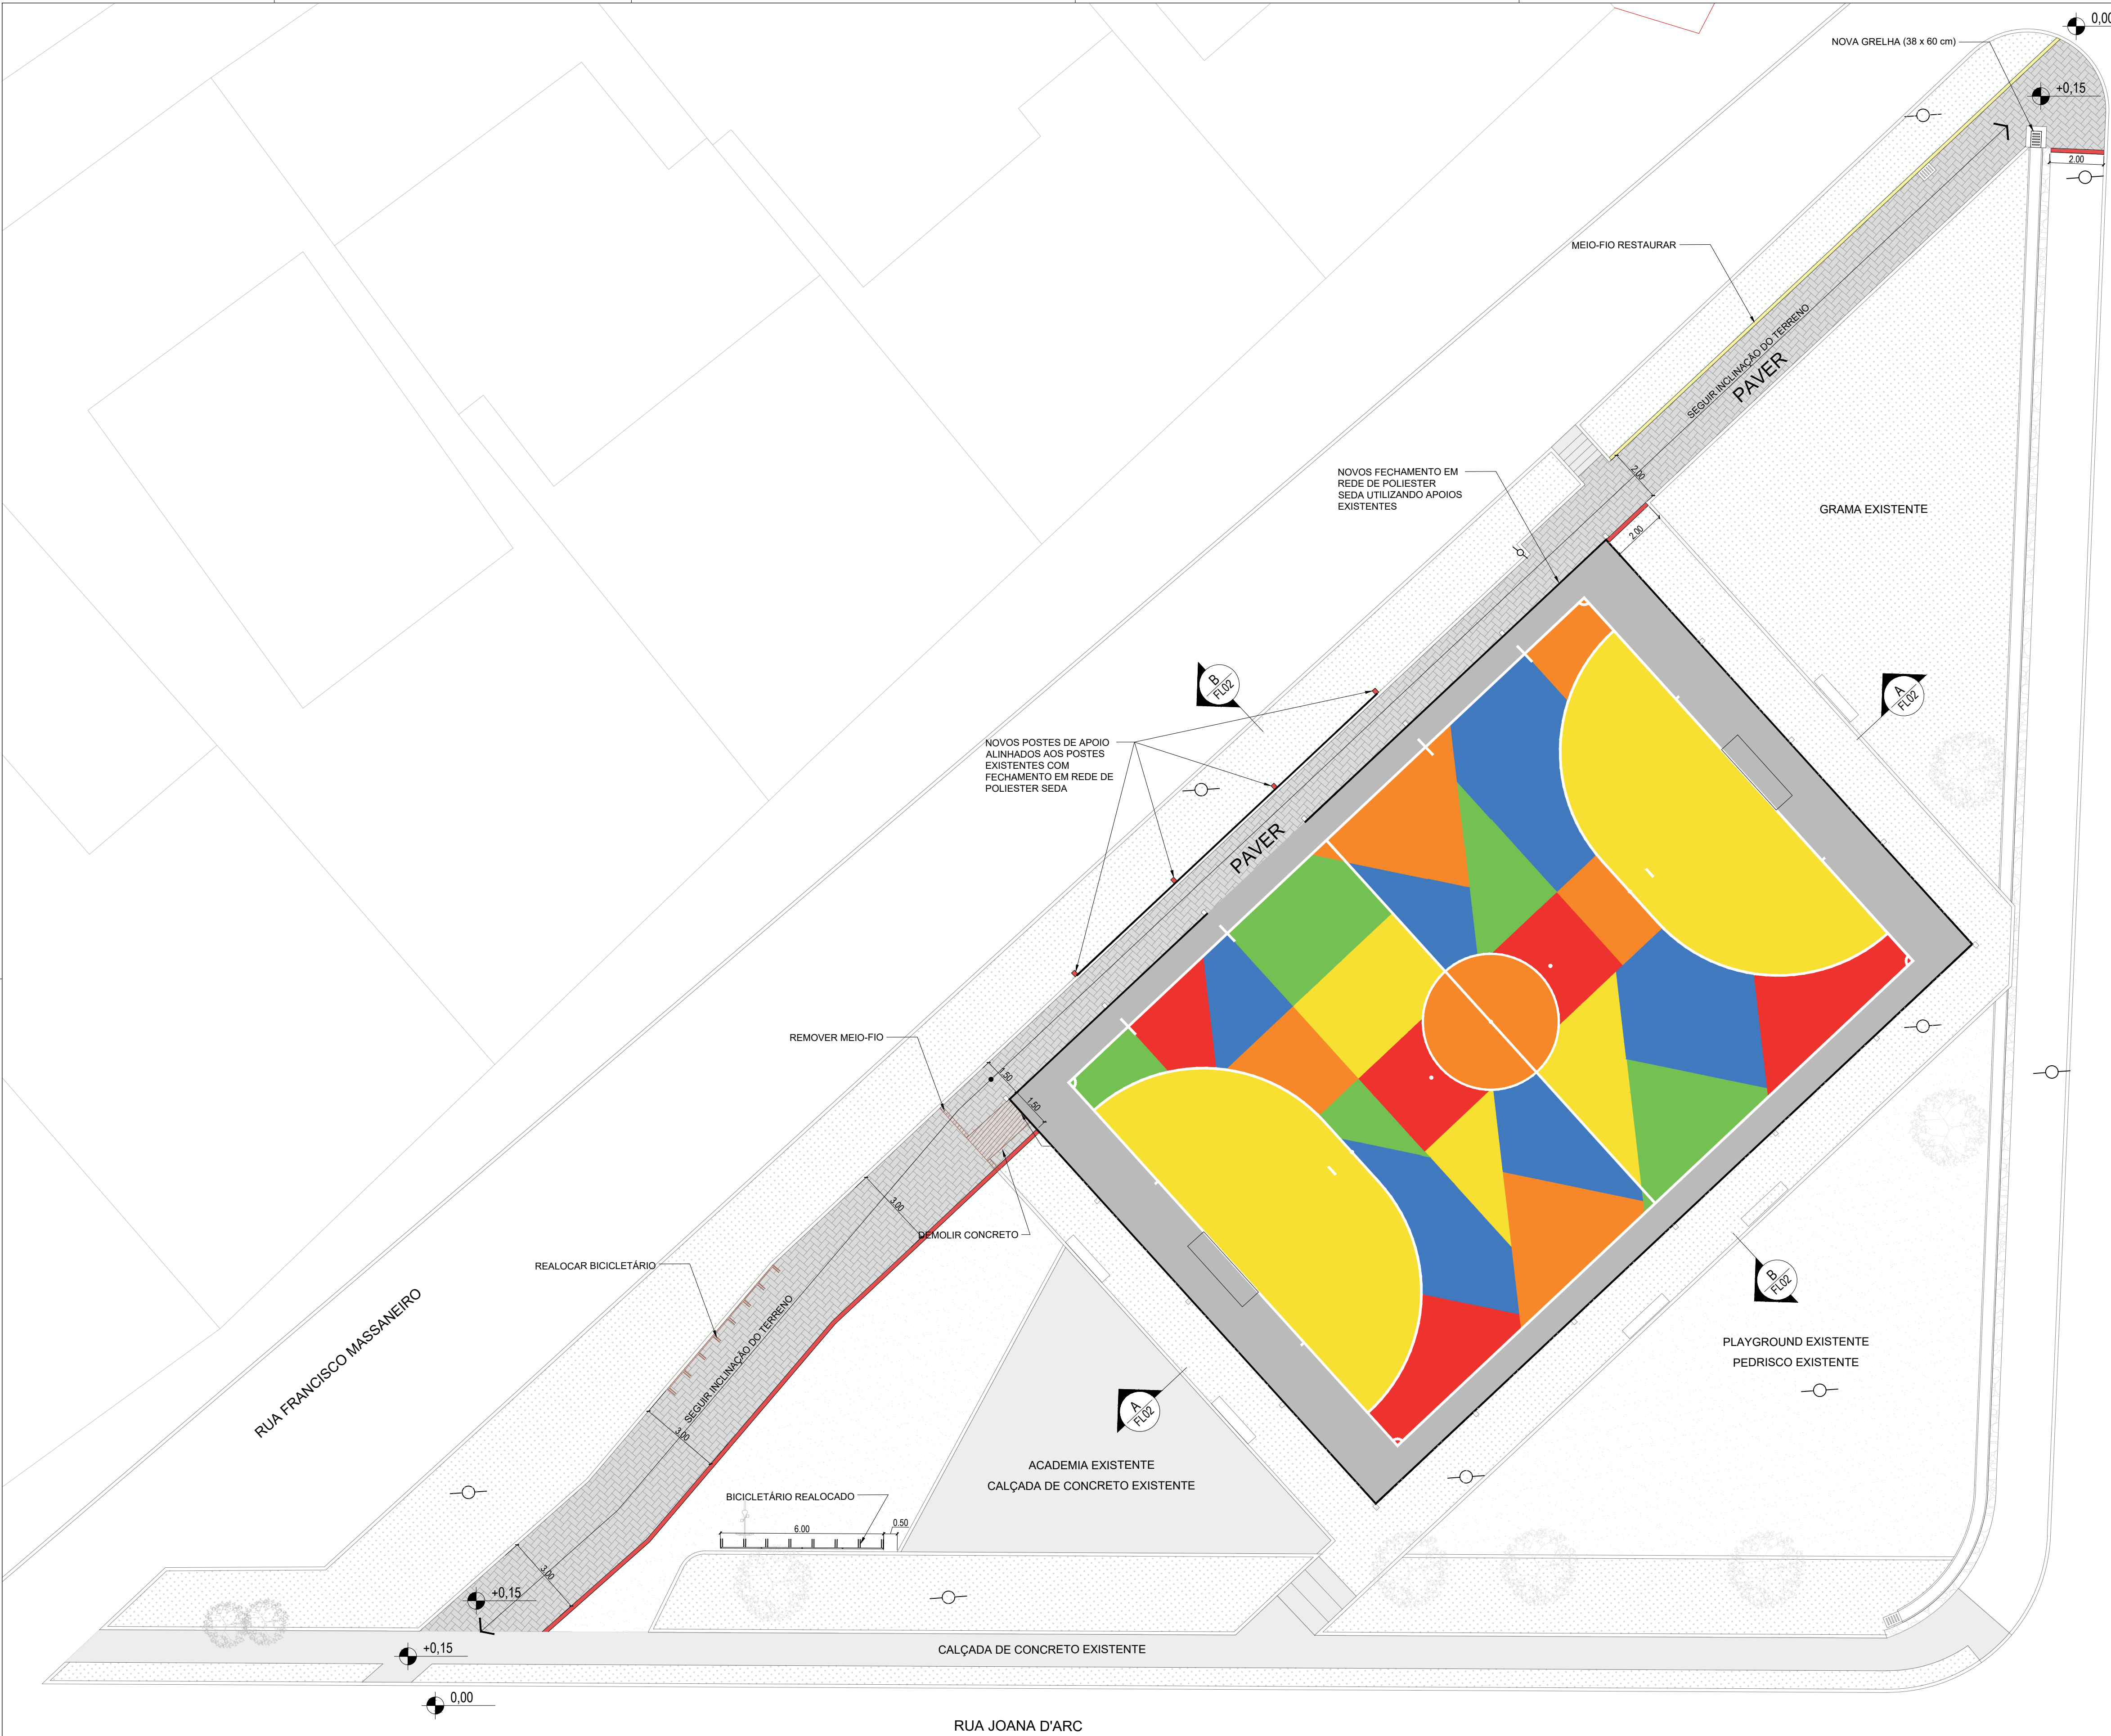 0,00
NOVA GRELHA (38 x 60 cm)
+0,15
2.00
MEIO-FIO RESTAURAR
SEGUIR INCLINAÇÃO DO TERRENO
PAVER
2.00
NOVOS FECHAMENTO EM
REDE DE POLIESTER
SEDA UTILIZANDO APOIOS
EXISTENTES
2.00
GRAMA EXISTENTE
B
FL02
A
FL02
NOVOS POSTES DE APOIO
ALINHADOS AOS POSTES
EXISTENTES COM
FECHAMENTO EM REDE DE
POLIESTER SEDA
PAVER
REMOVER MEIO-FIO
1.50
1.50
3.00
DEMOLIR CONCRETO
REALOCAR BICICLETÁRIO
SEGUIR INCLINAÇÃO DO TERRENO
RUA FRANCISCO MASSANEIRO
B
FL02
PLAYGROUND EXISTENTE
PEDRISCO EXISTENTE
A
FL02
3.00
ACADEMIA EXISTENTE
CALÇADA DE CONCRETO EXISTENTE
BICICLETÁRIO REALOCADO
6.00
0.50
3.00
+0,15
+0,15
CALÇADA DE CONCRETO EXISTENTE
0,00
RUA JOANA D'ARC